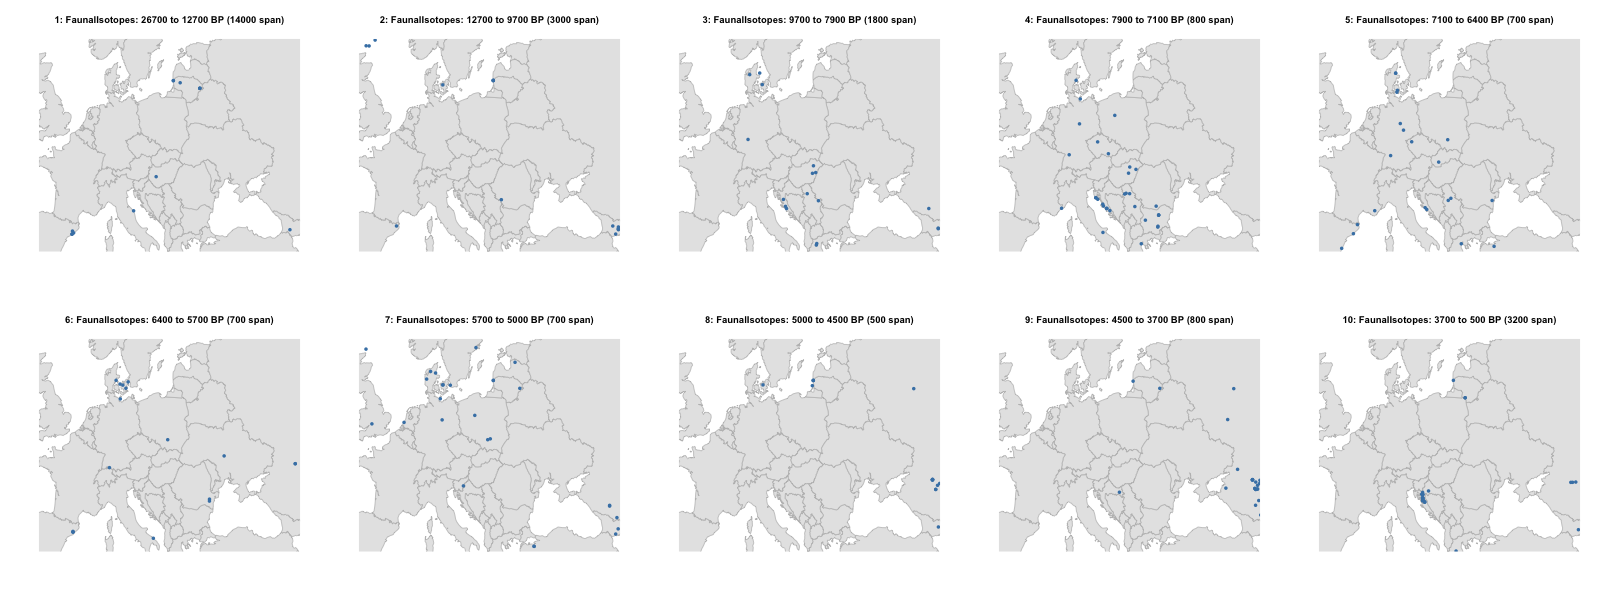 1: FaunalIsotopes: 26700 to 12700 BP (14000 span)
2: FaunalIsotopes: 12700 to 9700 BP (3000 span)
3: FaunalIsotopes: 9700 to 7900 BP (1800 span)
4: FaunalIsotopes: 7900 to 7100 BP (800 span)
5: FaunalIsotopes: 7100 to 6400 BP (700 span)
6: FaunalIsotopes: 6400 to 5700 BP (700 span)
7: FaunalIsotopes: 5700 to 5000 BP (700 span)
8: FaunalIsotopes: 5000 to 4500 BP (500 span)
9: FaunalIsotopes: 4500 to 3700 BP (800 span)
10: FaunalIsotopes: 3700 to 500 BP (3200 span)